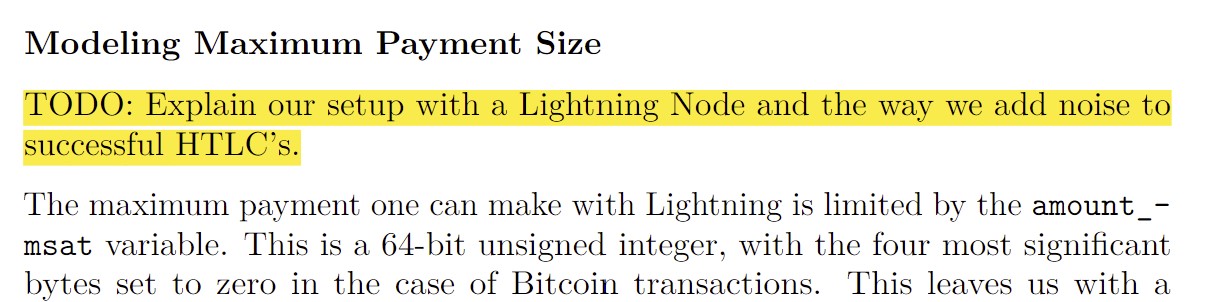 Modeling Maximum Payment Size
TODO: Explain our setup with a Lightning Node and the way we add noise to
successful HTLC's.
The maximum payment one can make with Lightning is limited by the amount_-
msat variable. This is a 64-bit unsigned integer, with the four most significant
bytes set to zero in the case of Bitcoin transactions. This leaves us with a